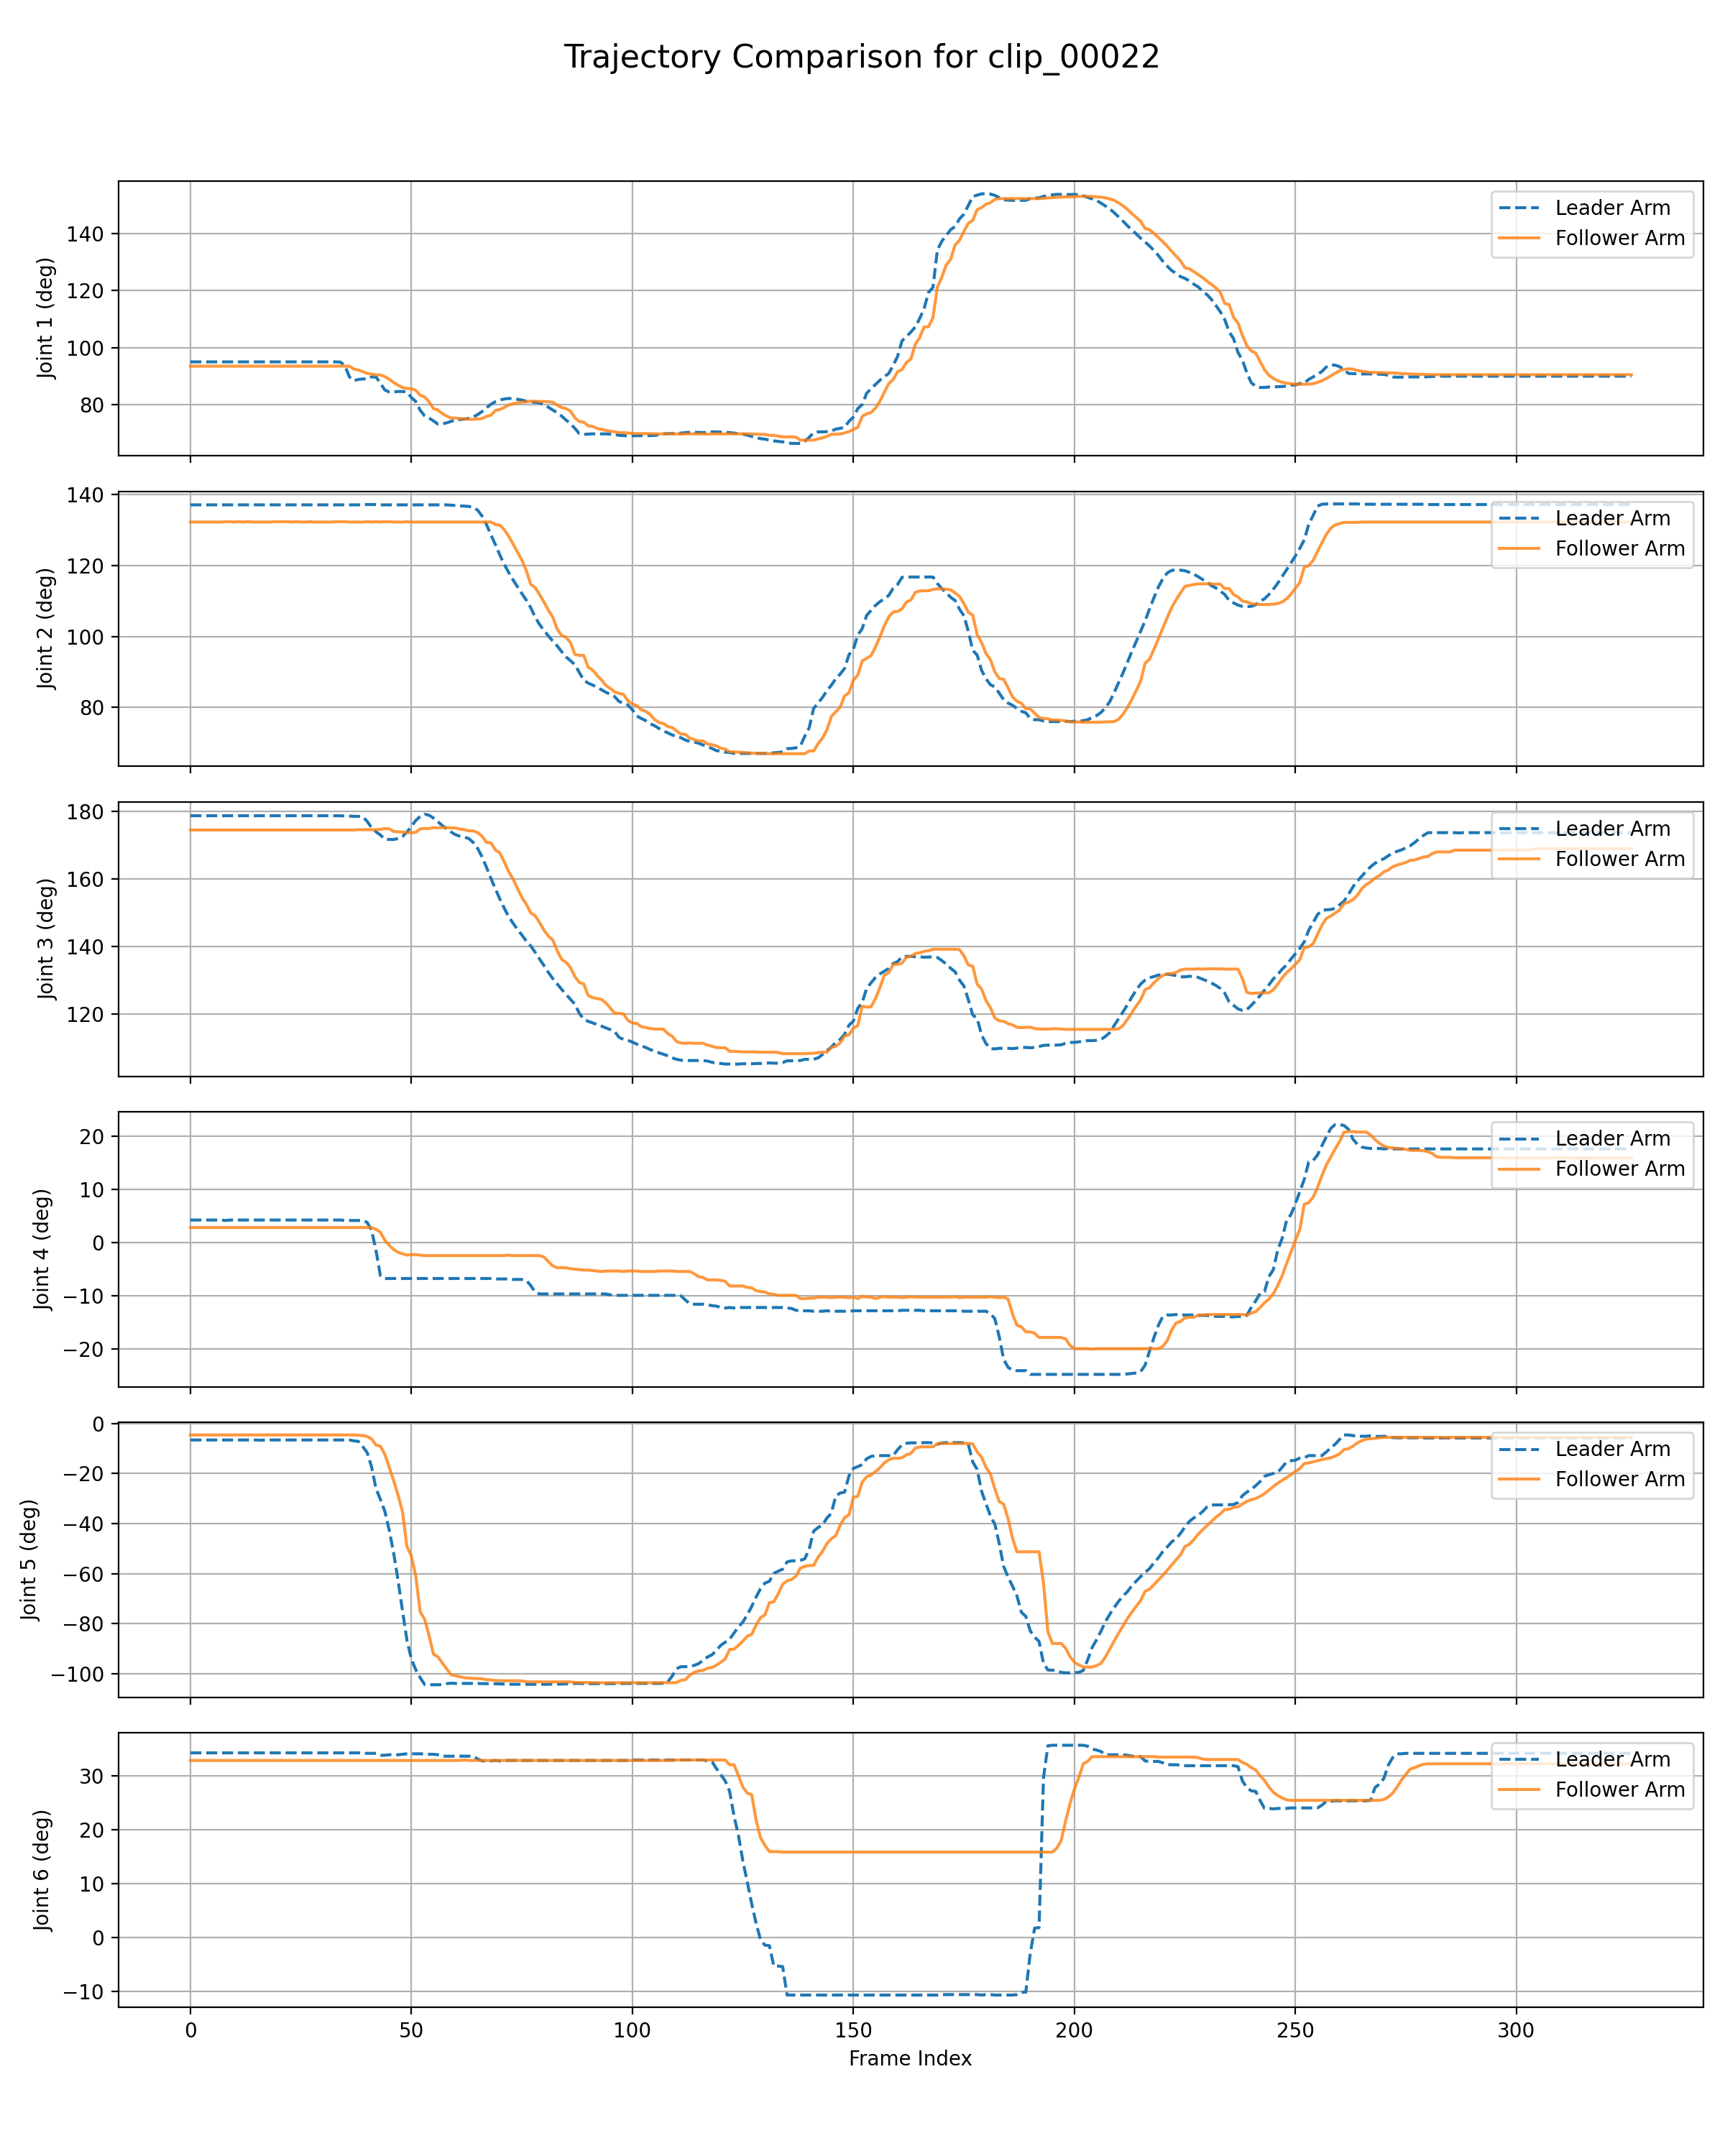 Trajectory Comparison for clip_00022
Joint 1 (deg)
140
120
100
80
Leader Arm
Follower Arm
Joint 2 (deg)
140
120
100
80
Leader Arm
Follower Arm
Joint 3 (deg)
180
160
140
120
Leader Arm
Follower Arm
Joint 4 (deg)
20
10
0
−10
−20
Leader Arm
Follower Arm
Joint 5 (deg)
0
−20
−40
−60
−80
−100
Leader Arm
Follower Arm
Joint 6 (deg)
30
20
10
0
−10
Leader Arm
Follower Arm
0 50 100 150 200 250 300
Frame Index